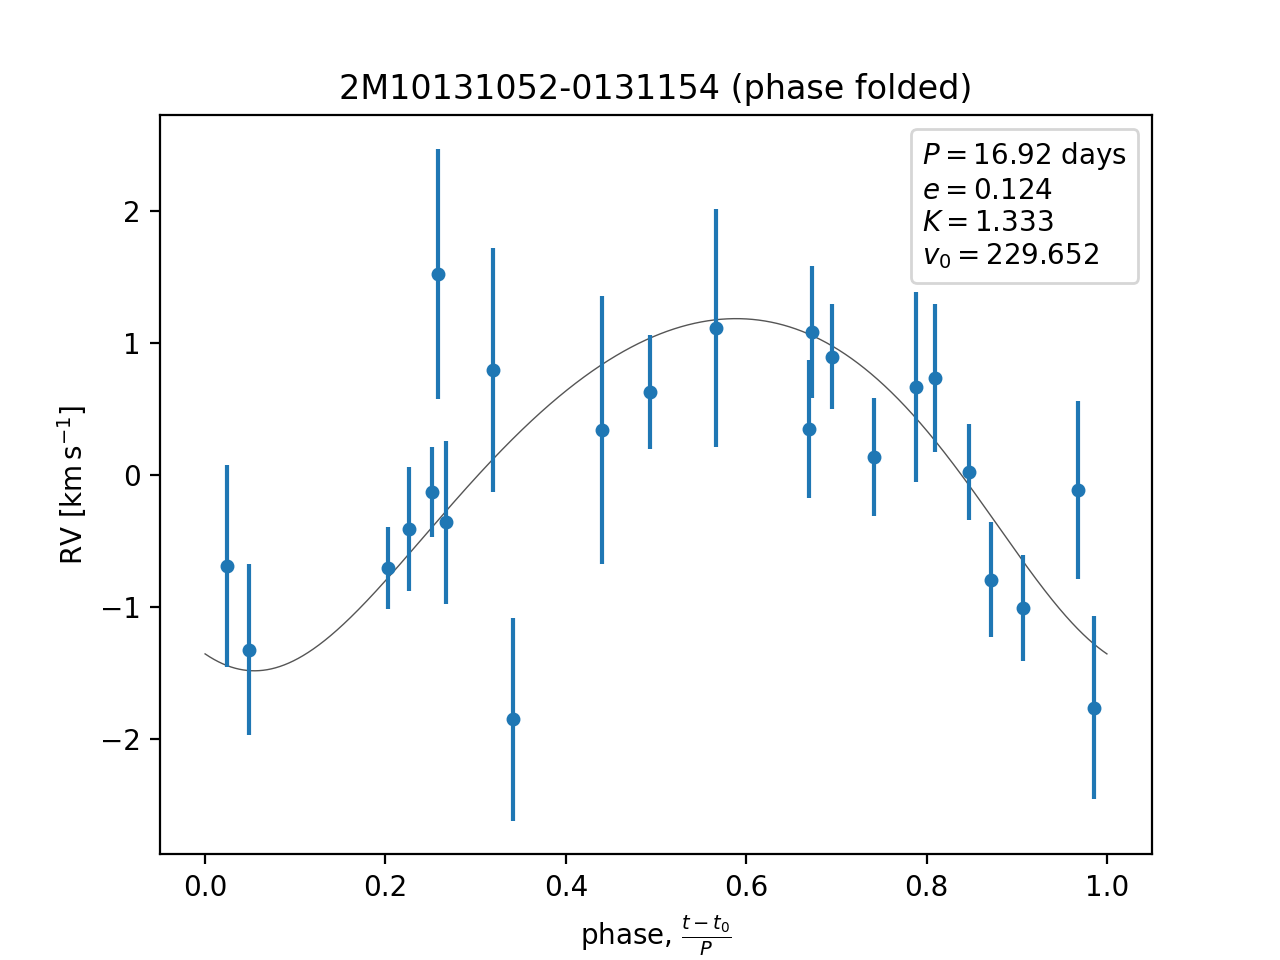 2M10131052-0131154 (phase folded)
P = 16.92 days
e = 0.124
K = 1.333
v₀ = 229.652
2
1
0
−1
−2
RV [km s⁻¹]
0.0 0.2 0.4 0.6 0.8 1.0
phase, (t − t₀)/P